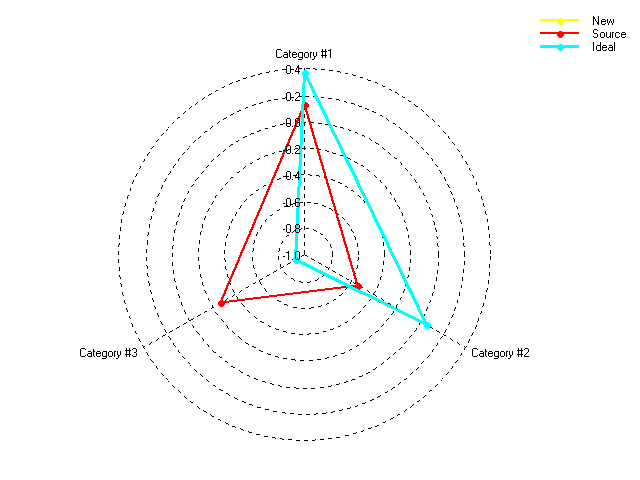 New
Source
Ideal
Category #1
0.4
0.2
0.0
-0.2
-0.4
-0.6
-0.8
-1.0
Category #3
Category #2